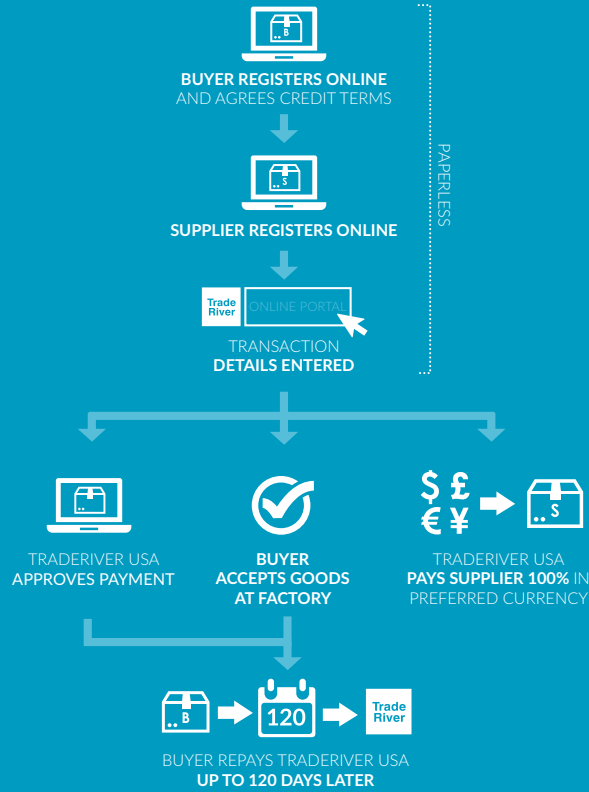 B
BUYER REGISTERS ONLINE
AND AGREES CREDIT TERMS
PAPERLESS
S
SUPPLIER REGISTERS ONLINE
Trade
River
ONLINE PORTAL
TRANSACTION
DETAILS ENTERED
$ £
€ ¥
S
TRADERIVER USA
APPROVES PAYMENT
BUYER
ACCEPTS GOODS
AT FACTORY
TRADERIVER USA
PAYS SUPPLIER 100% IN
PREFERRED CURRENCY
B
120
Trade
River
BUYER REPAYS TRADERIVER USA
UP TO 120 DAYS LATER